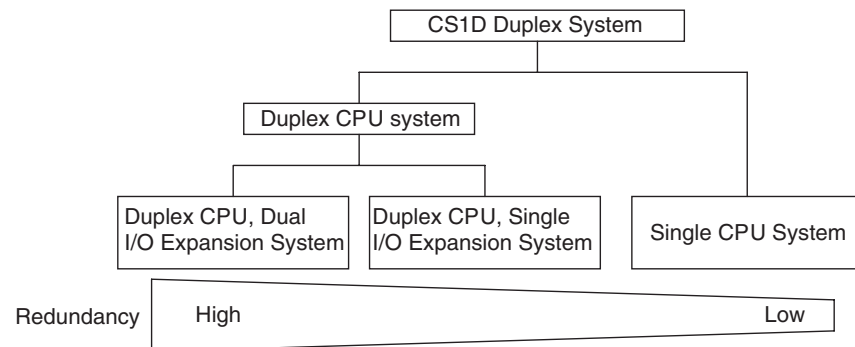 CS1D Duplex System
Duplex CPU system
Duplex CPU, Dual
I/O Expansion System
Duplex CPU, Single
I/O Expansion System
Single CPU System
Redundancy
High
Low